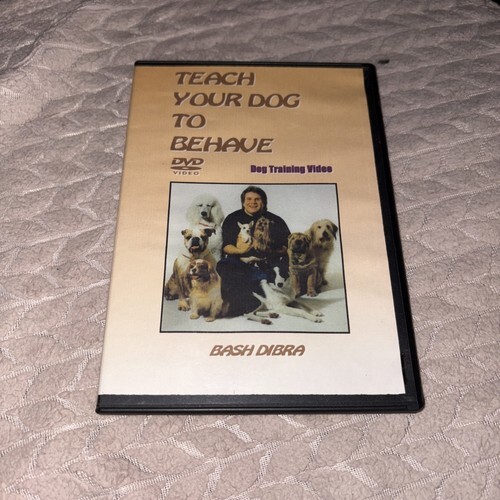 TEACH
YOUR DOG
TO
BEHAVE
DVD
VIDEO
Dog Training Video
BASH DIBRA